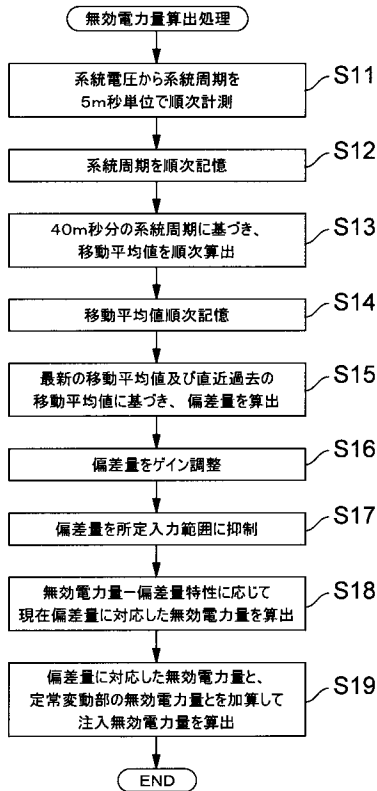 無効電力量算出処理
系統電圧から系統周期を
5m秒単位で順次計測
S11
系統周期を順次記憶
S12
40m秒分の系統周期に基づき、
移動平均値を順次算出
S13
移動平均値順次記憶
S14
最新の移動平均値及び直近過去の
移動平均値に基づき、偏差量を算出
S15
偏差量をゲイン調整
S16
偏差量を所定入力範囲に抑制
S17
無効電力量ー偏差量特性に応じて
現在偏差量に対応した無効電力量を算出
S18
偏差量に対応した無効電力量と、
定常変動部の無効電力量とを加算して
注入無効電力量を算出
S19
END